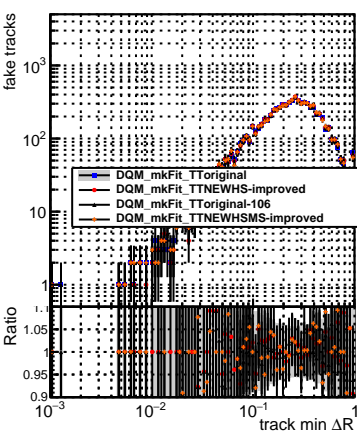 fake tracks
10³
10²
10
1
DQM_mkFit_TToriginal
DQM_mkFit_TTNEWHS-improved
DQM_mkFit_TToriginal-106
DQM_mkFit_TTNEWHSMS-improved
Ratio
1.1
1.05
1
0.95
0.9
10⁻³ 10⁻² 10⁻¹ 1
track min ΔR